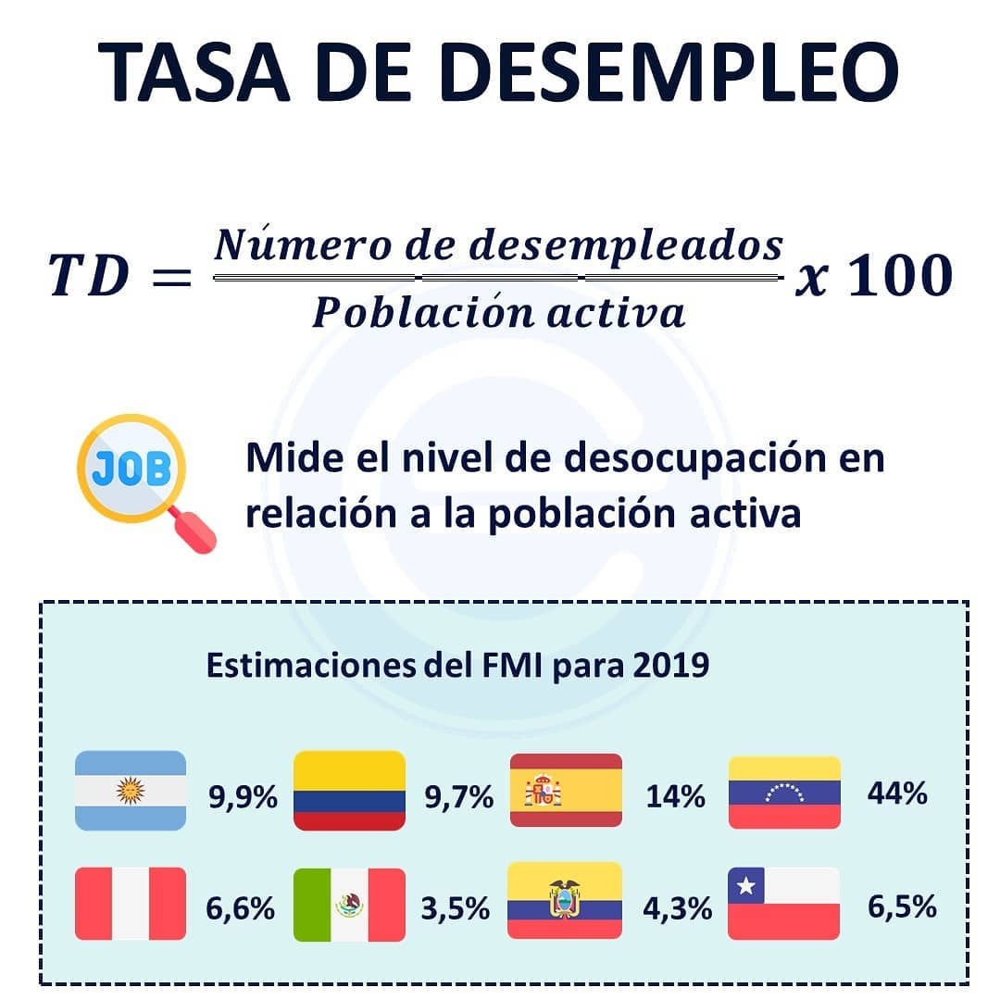 TASA DE DESEMPLEO
TD = Número de desempleados
Población activa
x 100
JOB
Mide el nivel de desocupación en
relación a la población activa
Estimaciones del FMI para 2019
9,9% 9,7% 14% 44%
6,6% 3,5% 4,3% 6,5%